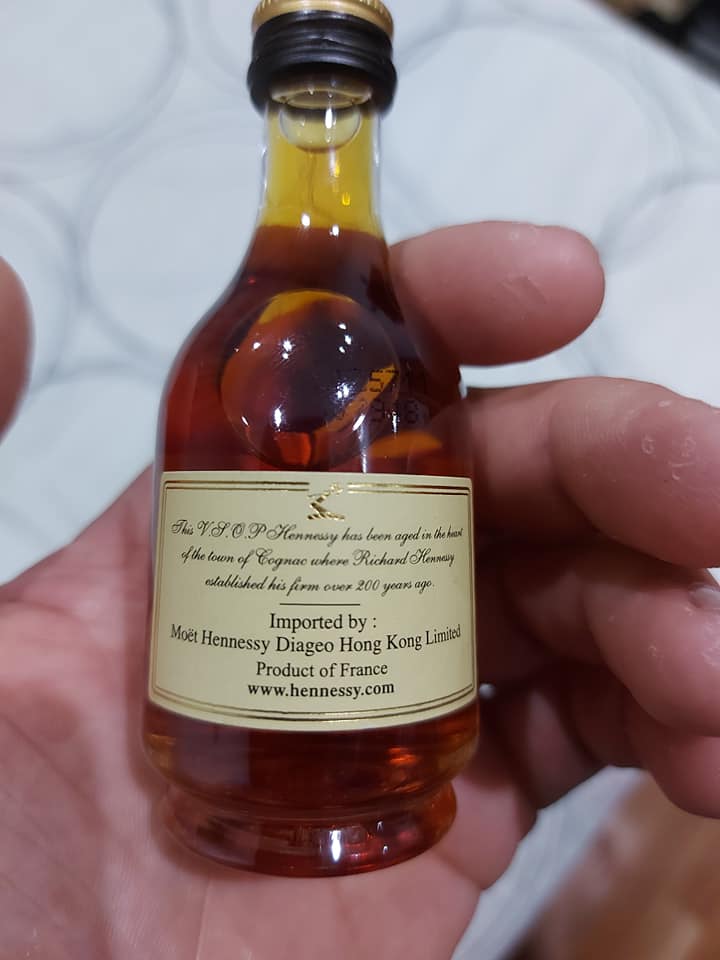 This V.S.O.P Hennessy has been aged in the heart
of the town of Cognac where Richard Hennessy
established his firm over 200 years ago.
Imported by :
Moët Hennessy Diageo Hong Kong Limited
Product of France
www.hennessy.com